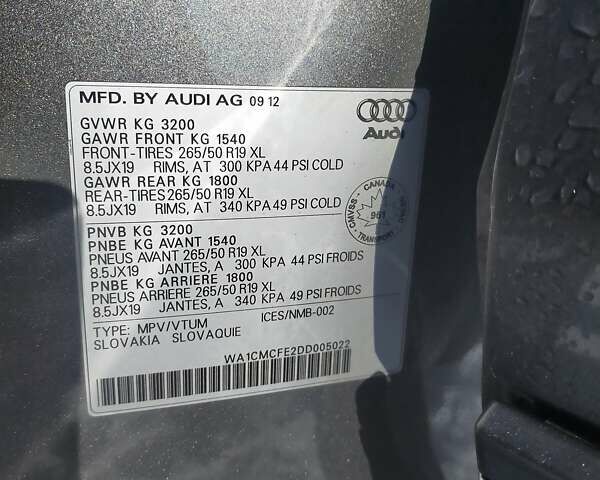 MFD. BY AUDI AG 09 12
Audi
GVWR KG 3200
GAWR FRONT KG 1540
FRONT-TIRES 265/50 R19 XL
8.5JX19 RIMS, AT 300 KPA 44 PSI COLD
GAWR REAR KG 1800
REAR-TIRES 265/50 R19 XL
8.5JX19 RIMS, AT 340 KPA 49 PSI COLD
CANADA
CMVSS
961
PNVB KG 3200
PNBE KG AVANT 1540
PNEUS AVANT 265/50 R19 XL
8.5JX19 JANTES, A 300 KPA 44 PSI FROIDS
PNBE KG ARRIERE 1800
PNEUS ARRIERE 265/50 R19 XL
8.5JX19 JANTES, A 340 KPA 49 PSI FROIDS
TYPE: MPV/VTUM ICES/NMB-002
SLOVAKIA SLOVAQUIE
WA1CMCFE2DD005022